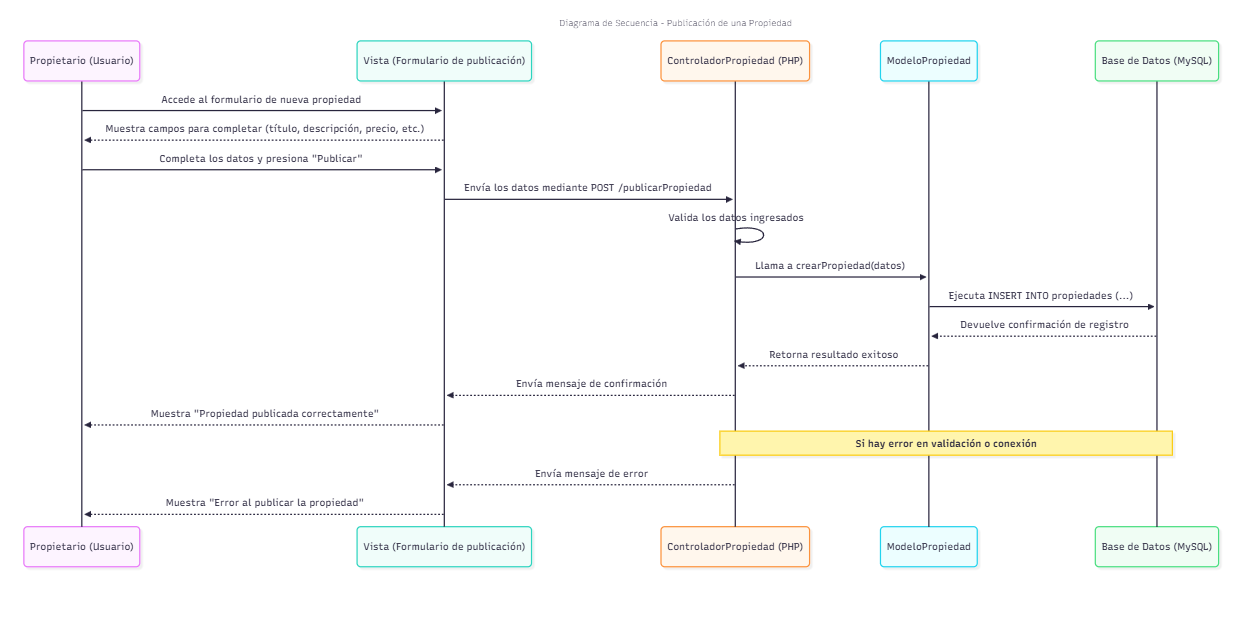 Diagrama de Secuencia - Publicación de una Propiedad
Propietario (Usuario)
Vista (Formulario de publicación)
ControladorPropiedad (PHP)
ModeloPropiedad
Base de Datos (MySQL)
Accede al formulario de nueva propiedad
Muestra campos para completar (título, descripción, precio, etc.)
Completa los datos y presiona "Publicar"
Envía los datos mediante POST /publicarPropiedad
Valida los datos ingresados
Llama a crearPropiedad(datos)
Ejecuta INSERT INTO propiedades (...)
Devuelve confirmación de registro
Retorna resultado exitoso
Envía mensaje de confirmación
Muestra "Propiedad publicada correctamente"
Si hay error en validación o conexión
Envía mensaje de error
Muestra "Error al publicar la propiedad"
Propietario (Usuario)
Vista (Formulario de publicación)
ControladorPropiedad (PHP)
ModeloPropiedad
Base de Datos (MySQL)